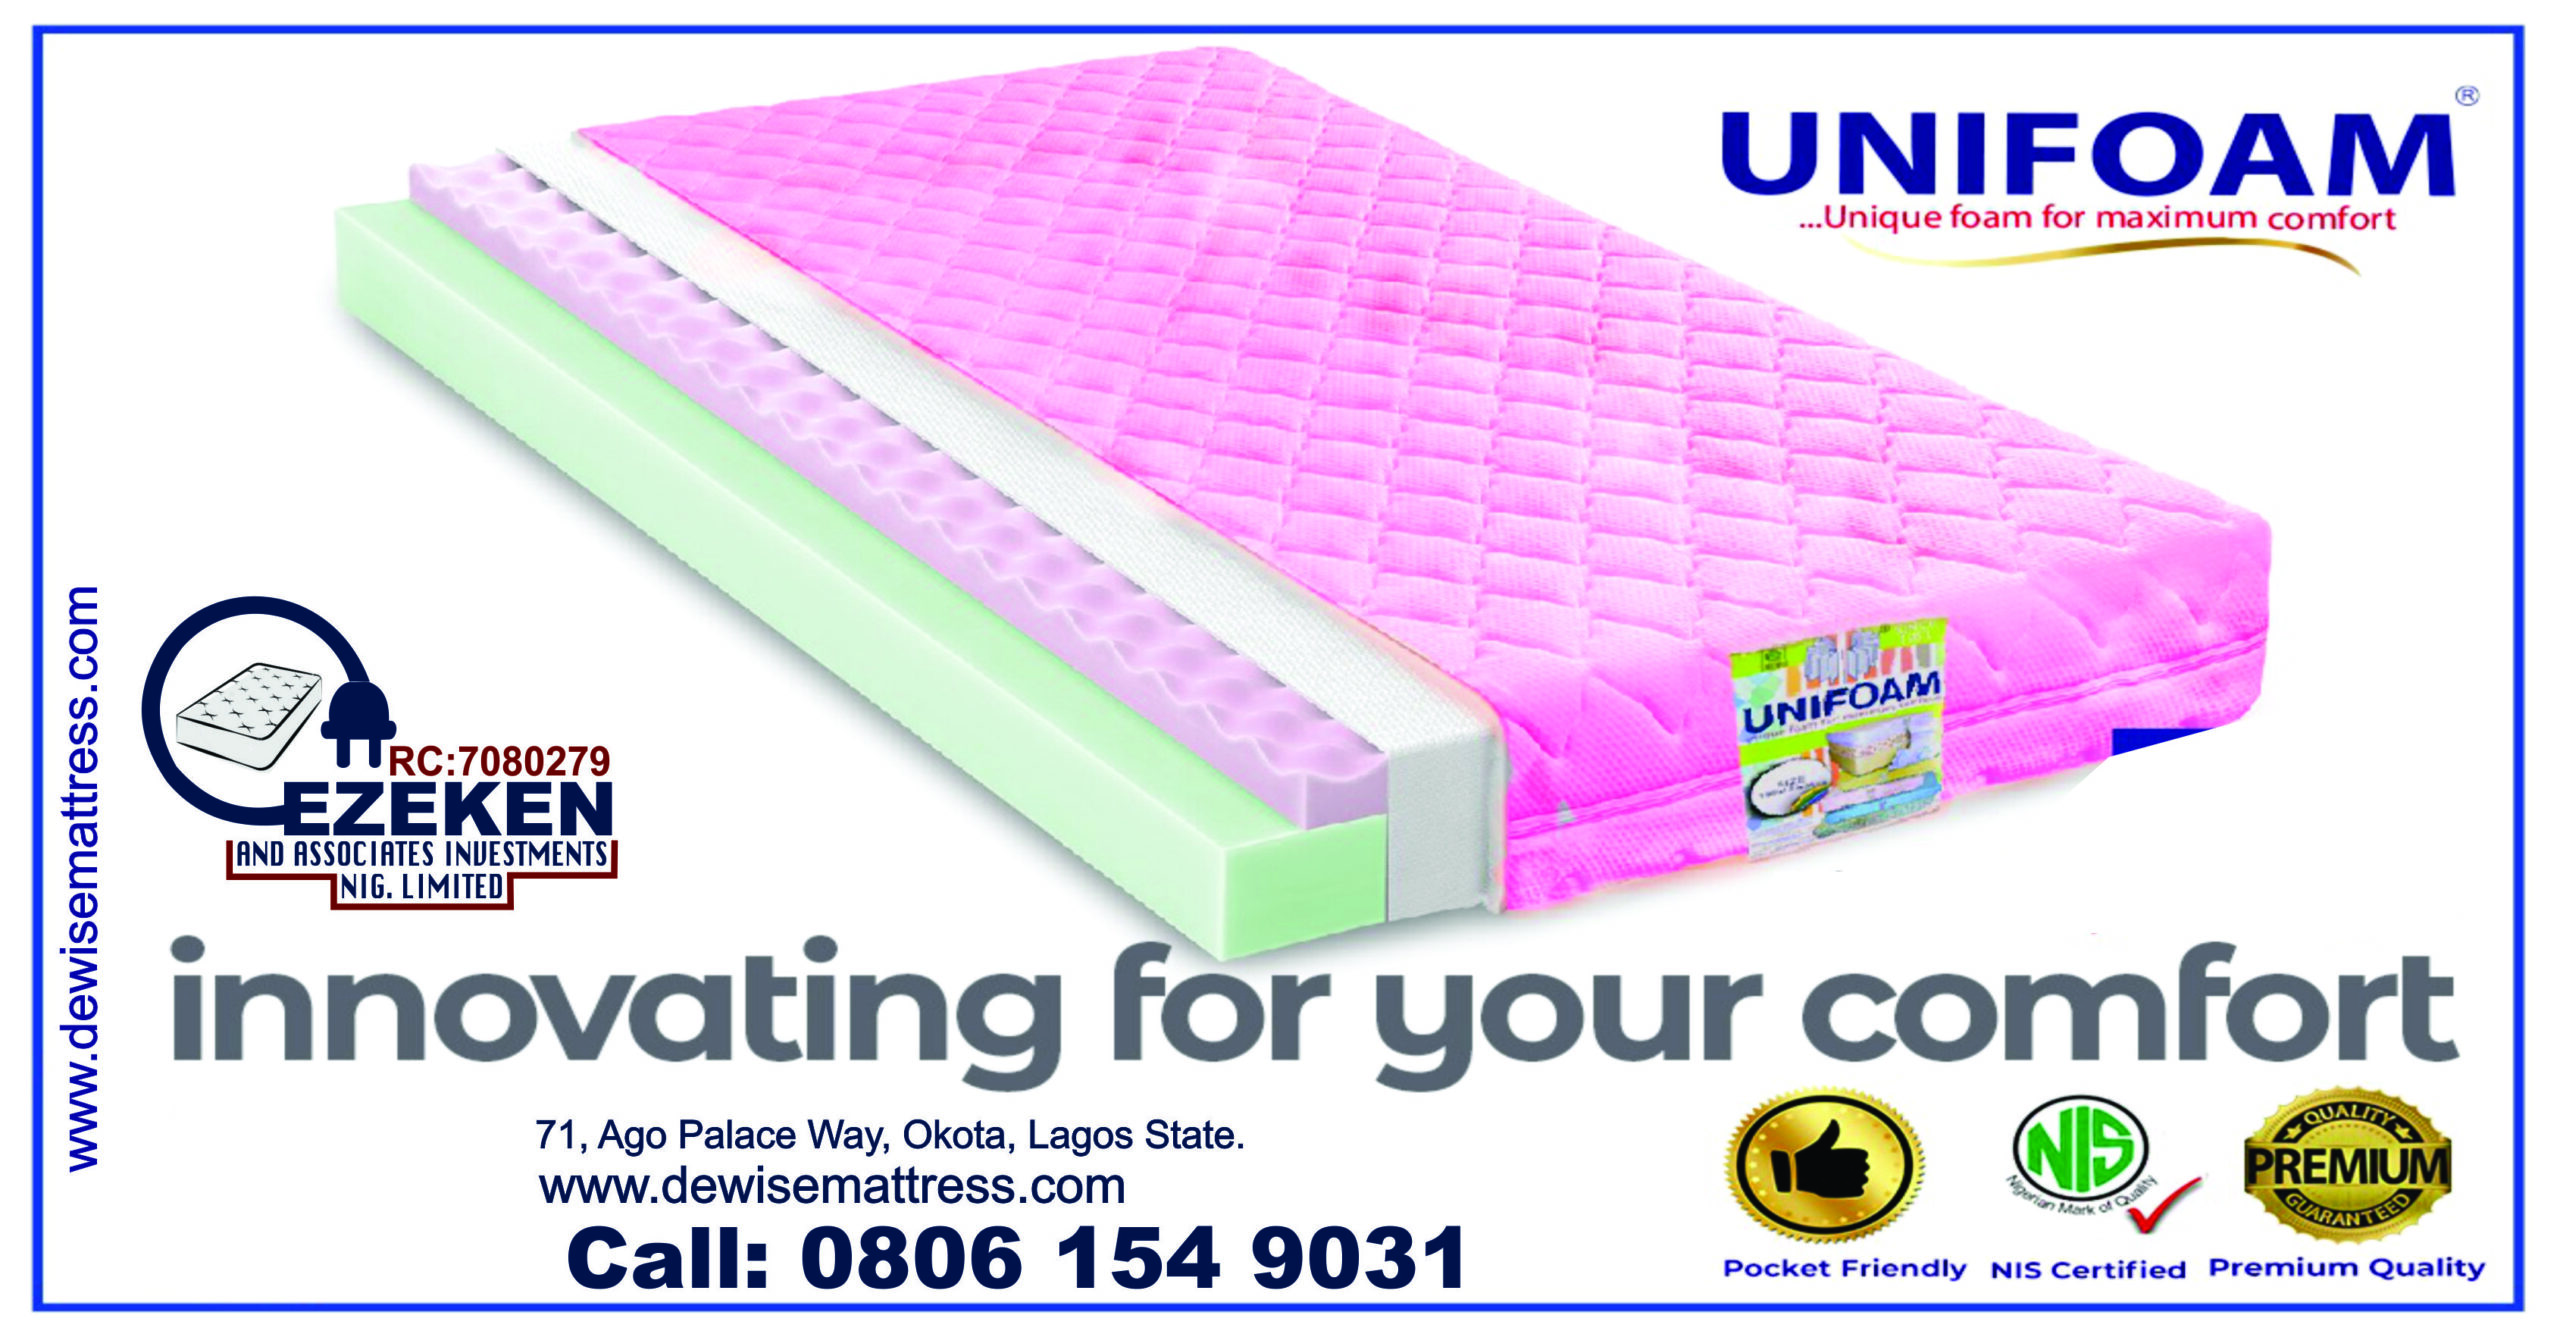 UNIFOAM ®
...Unique foam for maximum comfort
www.dewisemattress.com
UNIFOAM
SIZE
RC:7080279
EZEKEN
AND ASSOCIATES INVESTMENTS
NIG. LIMITED
innovating for your comfort
71, Ago Palace Way, Okota, Lagos State.
www.dewisemattress.com
Call: 0806 154 9031
NIS
Nigerian Mark of Quality
QUALITY
PREMIUM
GUARANTEED
Pocket Friendly
NIS Certified
Premium Quality